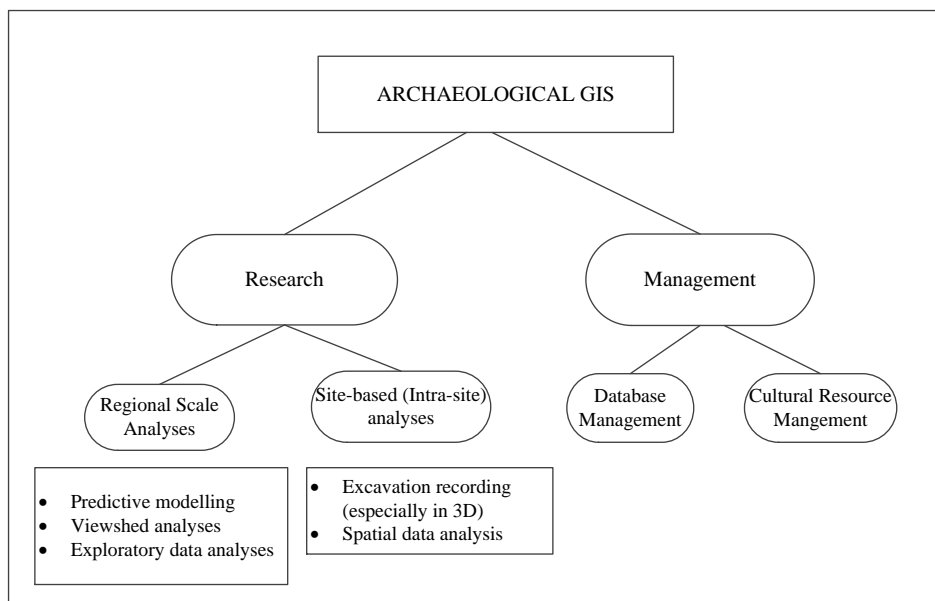 ARCHAEOLOGICAL GIS
Research
Management
Regional Scale
Analyses
Site-based (Intra-site)
analyses
Database
Management
Cultural Resource
Mangement
• Predictive modelling
• Viewshed analyses
• Exploratory data analyses
• Excavation recording
(especially in 3D)
• Spatial data analysis